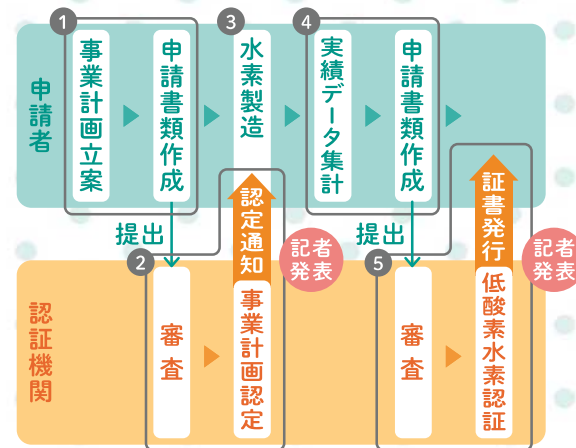 1
3
4
申請者
事業計画立案
申請書類作成
水素製造
実績データ集計
申請書類作成
提出
認定通知
記者
発表
提出
証書発行
記者
発表
2
5
認証機関
審査
事業計画認定
審査
低酸素水素認証